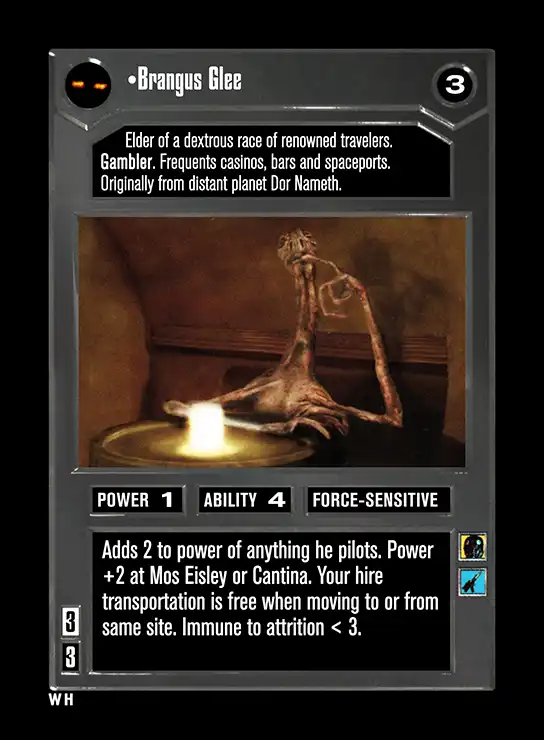 •Brangus Glee
3
Elder of a dextrous race of renowned travelers.
Gambler. Frequents casinos, bars and spaceports.
Originally from distant planet Dor Nameth.
POWER 1 ABILITY 4 FORCE-SENSITIVE
Adds 2 to power of anything he pilots. Power
+2 at Mos Eisley or Cantina. Your hire
transportation is free when moving to or from
same site. Immune to attrition < 3.
3
3
WH